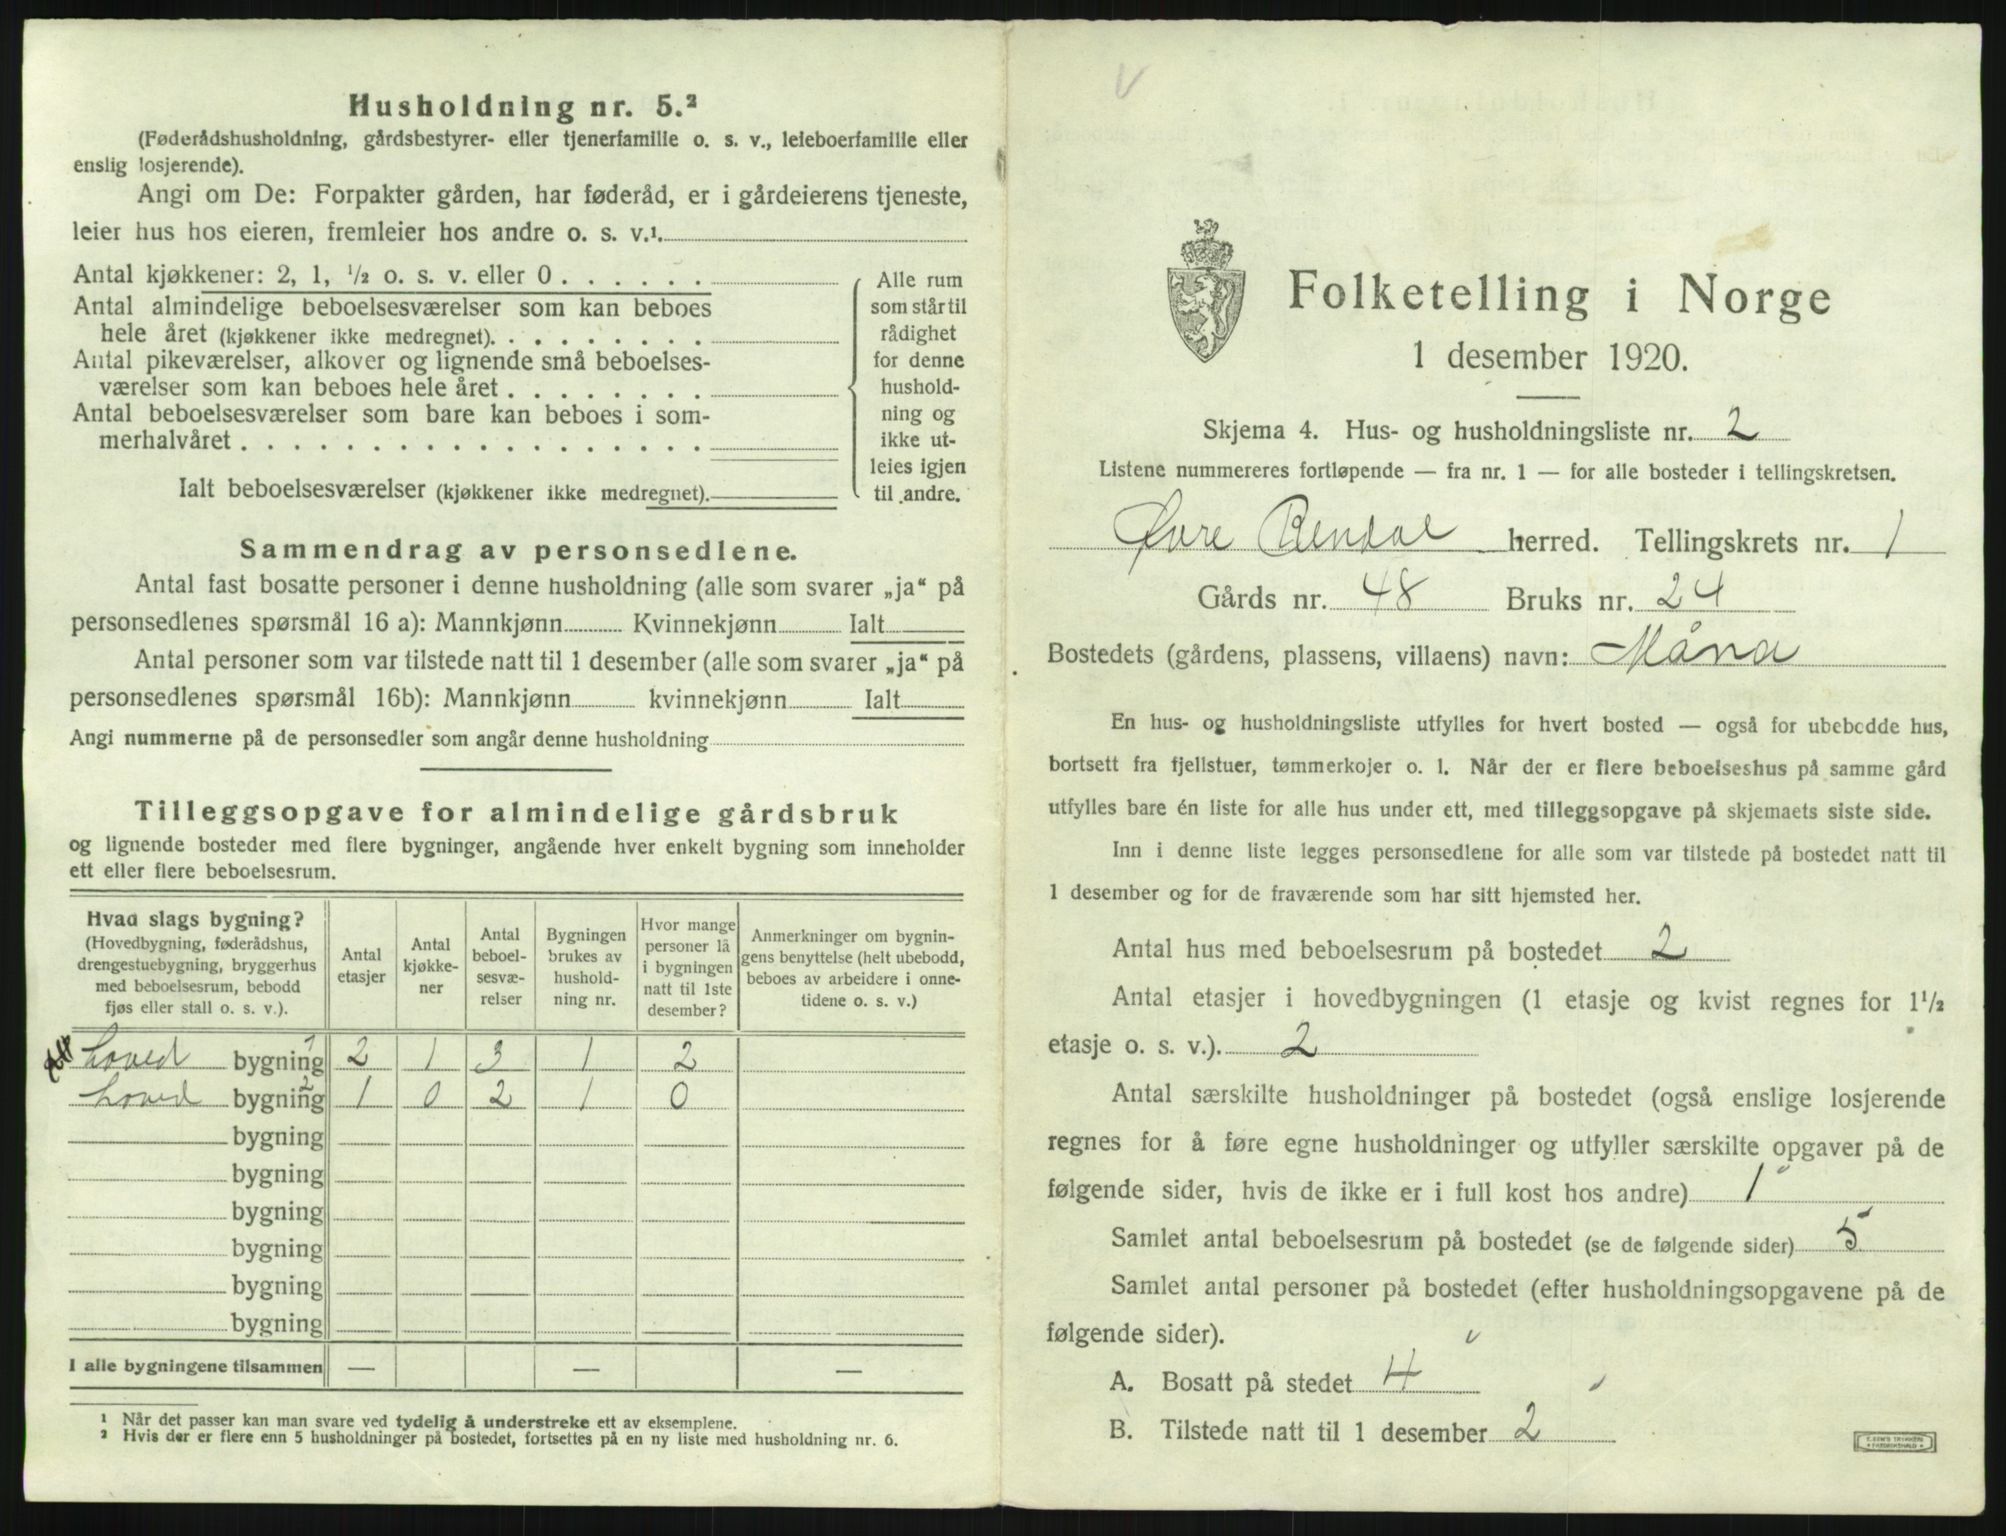 Husholdning nr. 5.²
(Føderådshusholdning, gårdsbestyrer- eller tjenerfamilie o. s. v., leieboerfamilie eller
enslig losjerende).
Angi om De: Forpakter gården, har føderåd, er i gårdeierens tjeneste,
leier hus hos eieren, fremleier hos andre o. s. v.¹.
Antal kjøkkener: 2, 1, ½ o. s. v. eller 0 . . . . . .
Antal almindelige beboelsesværelser som kan beboes
hele året (kjøkkener ikke medregnet). . . . . . . . .
Antal pikeværelser, alkover og lignende små beboelses-
værelser som kan beboes hele året . . . . . . . .
Antal beboelsesværelser som bare kan beboes i som-
merhalvåret . . . . . . . . . . . . . . . . . .
Ialt beboelsesværelser (kjøkkener ikke medregnet).
Alle rum
som står til
rådighet
for denne
hushold-
ning og
ikke ut-
leies igjen
til andre.
Sammendrag av personsedlene.
Antal fast bosatte personer i denne husholdning (alle som svarer „ja“ på
personsedlenes spørsmål 16 a): Mannkjønn Kvinnekjønn Ialt
Antal personer som var tilstede natt til 1 desember (alle som svarer „ja“ på
personsedlenes spørsmål 16b): Mannkjønn kvinnekjønn Ialt
Angi nummerne på de personsedler som angår denne husholdning
Tilleggsopgave for almindelige gårdsbruk
og lignende bosteder med flere bygninger, angående hver enkelt bygning som inneholder
ett eller flere beboelsesrum.
Hvad slags bygning?
(Hovedbygning, føderådshus,
drengestuebygning, bryggerhus
med beboelsesrum, bebodd
fjøs eller stall o. s. v.).
Antal
etasjer
Antal
kjøkke-
ner
Antal
beboel-
sesvæ-
relser
Bygningen
brukes av
hushold-
ning nr.
Hvor mange
personer lå
i bygningen
natt til 1ste
desember?
Anmerkninger om bygnin-
gens benyttelse (helt ubebodd,
beboes av arbeidere i onne-
tidene o. s. v.)
hoved bygning 1 2 1 3 1 2
hoved bygning 2 1 0 2 1 0
bygning
bygning
bygning
bygning
bygning
bygning
I alle bygningene tilsammen — — —
¹ Når det passer kan man svare ved tydelig å understreke ett av eksemplene.
² Hvis der er flere enn 5 husholdninger på bostedet, fortsettes på en ny liste med husholdning nr. 6.
Folketelling i Norge
1 desember 1920.
Skjema 4. Hus- og husholdningsliste nr. 2
Listene nummereres fortløpende — fra nr. 1 — for alle bosteder i tellingskretsen.
Øvre Rendal herred. Tellingskrets nr. 1
Gårds nr. 48 Bruks nr. 24
Bostedets (gårdens, plassens, villaens) navn: Måna
En hus- og husholdningsliste utfylles for hvert bosted — også for ubebodde hus,
bortsett fra fjellstuer, tømmerkojer o. l. Når der er flere beboelseshus på samme gård
utfylles bare én liste for alle hus under ett, med tilleggsopgave på skjemaets siste side.
Inn i denne liste legges personsedlene for alle som var tilstede på bostedet natt til
1 desember og for de fraværende som har sitt hjemsted her.
Antal hus med beboelsesrum på bostedet 2
Antal etasjer i hovedbygningen (1 etasje og kvist regnes for 1½
etasje o. s. v.). 2
Antal særskilte husholdninger på bostedet (også enslige losjerende
regnes for å føre egne husholdninger og utfyller særskilte opgaver på de
følgende sider, hvis de ikke er i full kost hos andre) 1
Samlet antal beboelsesrum på bostedet (se de følgende sider) 5
Samlet antal personer på bostedet (efter husholdningsopgavene på de
følgende sider).
A. Bosatt på stedet 4
B. Tilstede natt til 1 desember 2